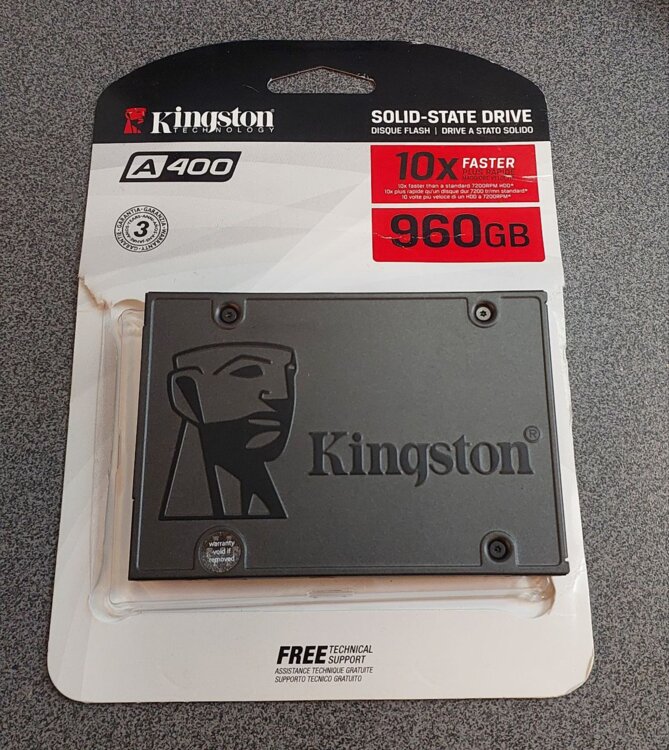 Kingston
TECHNOLOGY
SOLID-STATE DRIVE
DISQUE FLASH | DRIVE A STATO SOLIDO
A400
10x FASTER
PLUS RAPIDE
10x faster than a standard 7200RPM HDD*
10x plus rapide qu'un disque dur 7200 tr/mn standard*
10 volte più veloce di un HDD a 7200RPM*
3
960GB
Kingston®
warranty
void if
removed
FREE TECHNICAL
SUPPORT
ASSISTANCE TECHNIQUE GRATUITE
SUPPORTO TECNICO GRATUITO